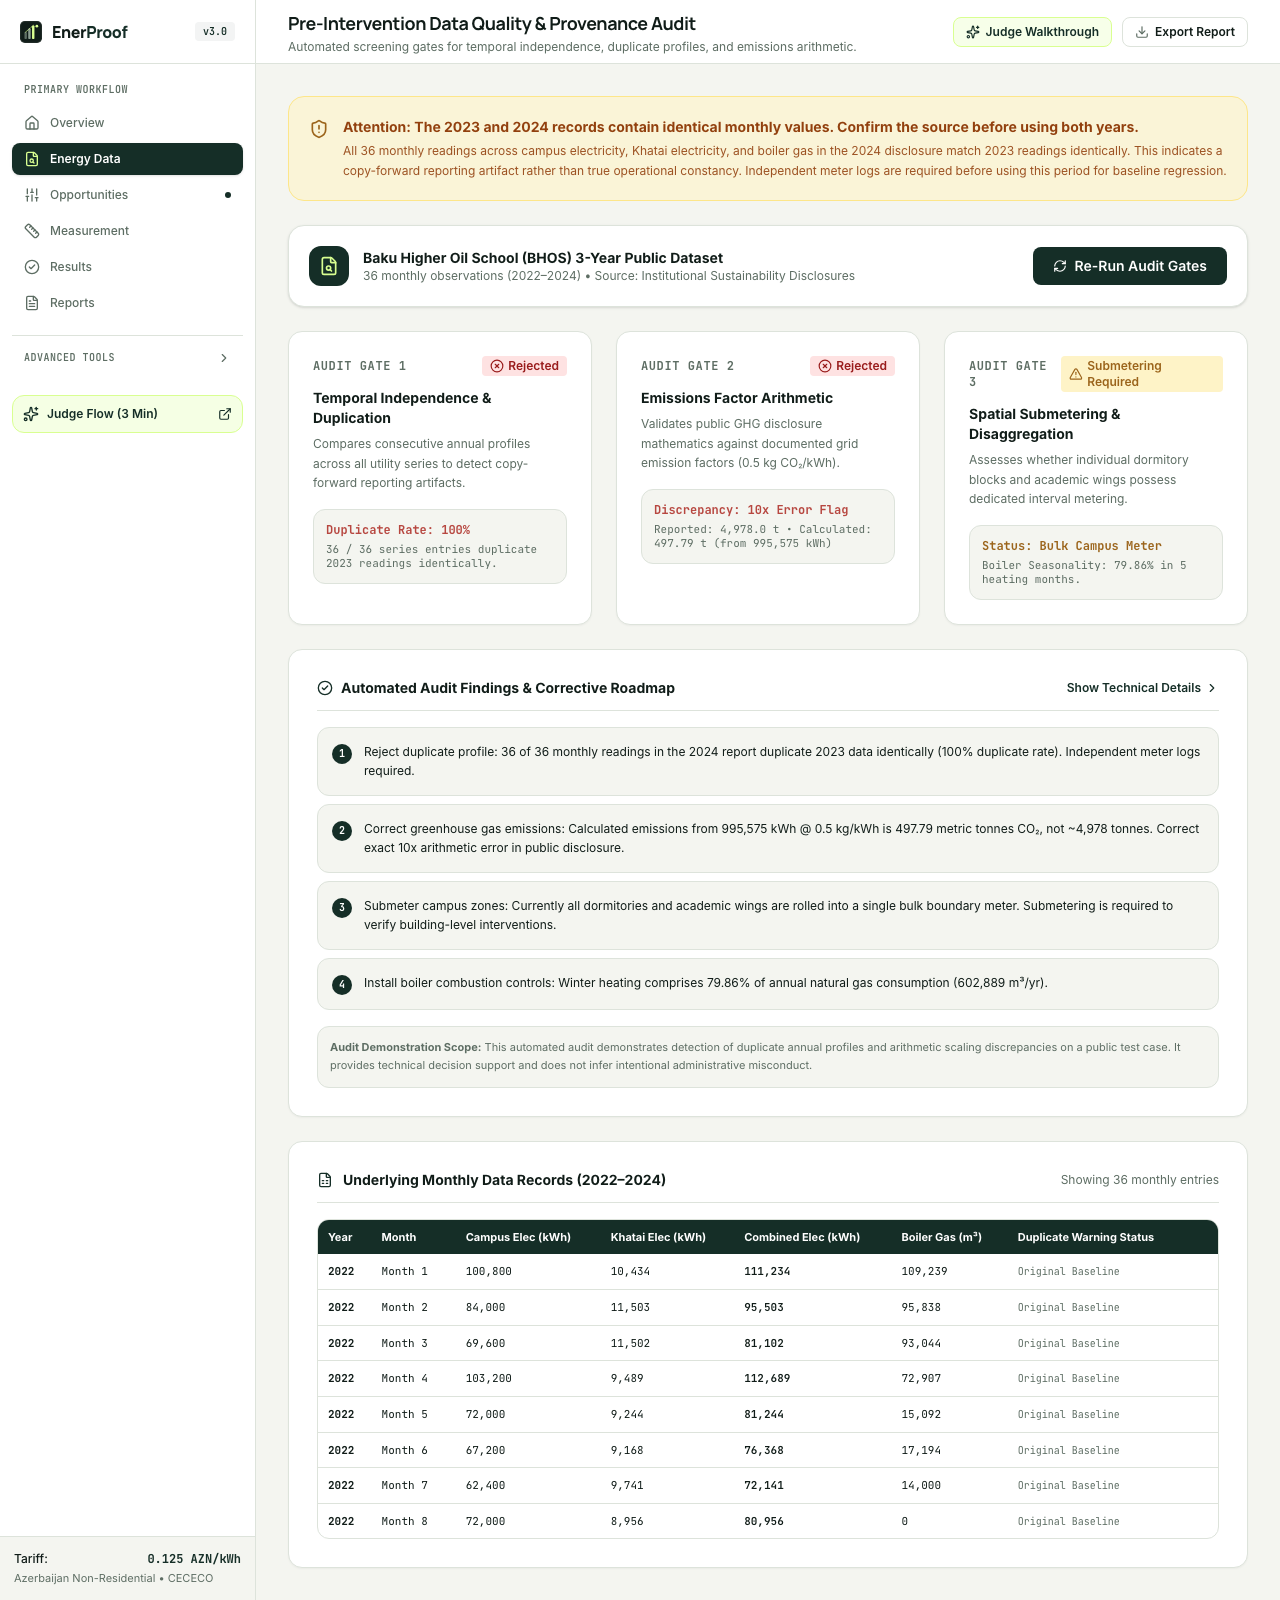 EnerProof
v3.0
PRIMARY WORKFLOW
Overview
Energy Data
Opportunities
Measurement
Results
Reports
ADVANCED TOOLS
Judge Flow (3 Min)
Tariff:
0.125 AZN/kWh
Azerbaijan Non-Residential • CECECO
Pre-Intervention Data Quality & Provenance Audit
Automated screening gates for temporal independence, duplicate profiles, and emissions arithmetic.
Judge Walkthrough
Export Report
Attention: The 2023 and 2024 records contain identical monthly values. Confirm the source before using both years.
All 36 monthly readings across campus electricity, Khatai electricity, and boiler gas in the 2024 disclosure match 2023 readings identically. This indicates a
copy-forward reporting artifact rather than true operational constancy. Independent meter logs are required before using this period for baseline regression.
Baku Higher Oil School (BHOS) 3-Year Public Dataset
36 monthly observations (2022–2024) • Source: Institutional Sustainability Disclosures
Re-Run Audit Gates
AUDIT GATE 1
Rejected
Temporal Independence &
Duplication
Compares consecutive annual profiles
across all utility series to detect copy-
forward reporting artifacts.
Duplicate Rate: 100%
36 / 36 series entries duplicate
2023 readings identically.
AUDIT GATE 2
Rejected
Emissions Factor Arithmetic
Validates public GHG disclosure
mathematics against documented grid
emission factors (0.5 kg CO₂/kWh).
Discrepancy: 10x Error Flag
Reported: 4,978.0 t • Calculated:
497.79 t (from 995,575 kWh)
AUDIT GATE
3
Submetering
Required
Spatial Submetering &
Disaggregation
Assesses whether individual dormitory
blocks and academic wings possess
dedicated interval metering.
Status: Bulk Campus Meter
Boiler Seasonality: 79.86% in 5
heating months.
Automated Audit Findings & Corrective Roadmap
Show Technical Details
1
Reject duplicate profile: 36 of 36 monthly readings in the 2024 report duplicate 2023 data identically (100% duplicate rate). Independent meter logs
required.
2
Correct greenhouse gas emissions: Calculated emissions from 995,575 kWh @ 0.5 kg/kWh is 497.79 metric tonnes CO₂, not ~4,978 tonnes. Correct
exact 10x arithmetic error in public disclosure.
3
Submeter campus zones: Currently all dormitories and academic wings are rolled into a single bulk boundary meter. Submetering is required to
verify building-level interventions.
4
Install boiler combustion controls: Winter heating comprises 79.86% of annual natural gas consumption (602,889 m³/yr).
Audit Demonstration Scope: This automated audit demonstrates detection of duplicate annual profiles and arithmetic scaling discrepancies on a public test case. It
provides technical decision support and does not infer intentional administrative misconduct.
Underlying Monthly Data Records (2022–2024)
Showing 36 monthly entries
Year Month Campus Elec (kWh) Khatai Elec (kWh) Combined Elec (kWh) Boiler Gas (m³) Duplicate Warning Status
2022 Month 1 100,800 10,434 111,234 109,239 Original Baseline
2022 Month 2 84,000 11,503 95,503 95,838 Original Baseline
2022 Month 3 69,600 11,502 81,102 93,044 Original Baseline
2022 Month 4 103,200 9,489 112,689 72,907 Original Baseline
2022 Month 5 72,000 9,244 81,244 15,092 Original Baseline
2022 Month 6 67,200 9,168 76,368 17,194 Original Baseline
2022 Month 7 62,400 9,741 72,141 14,000 Original Baseline
2022 Month 8 72,000 8,956 80,956 0 Original Baseline